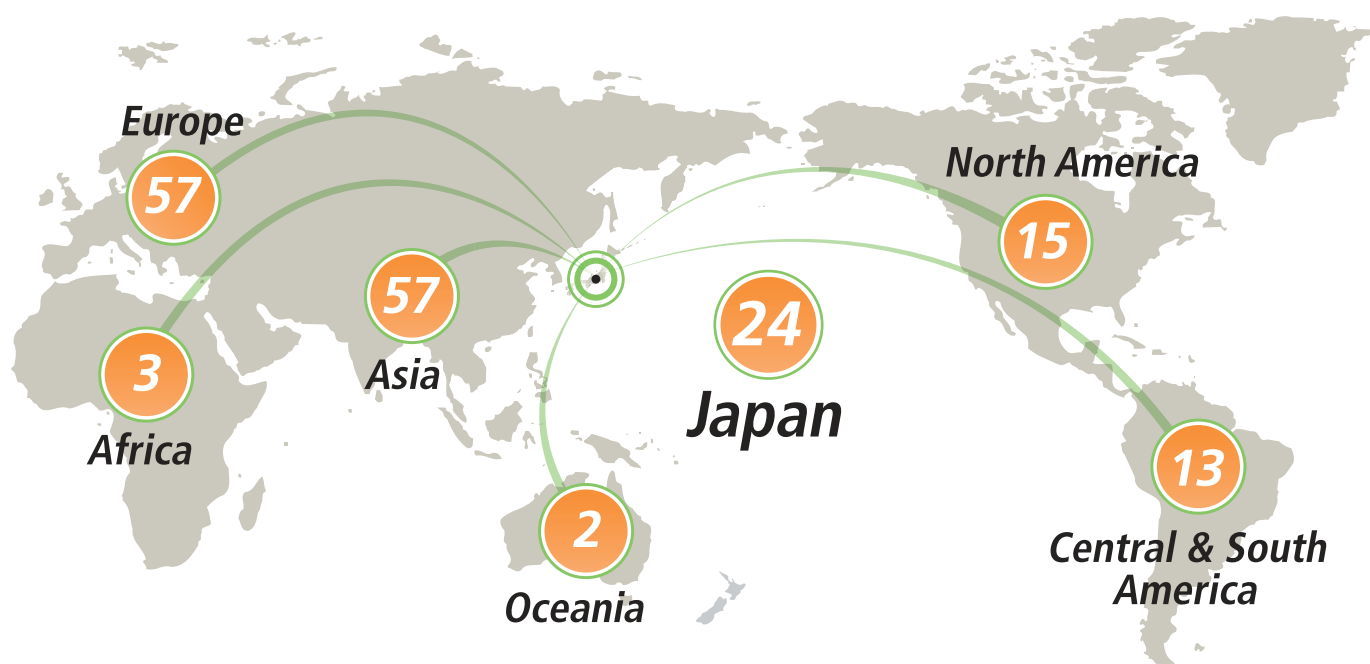 Europe
57
North America
15
57
Asia
24
Japan
3
Africa
13
Central & South
America
2
Oceania